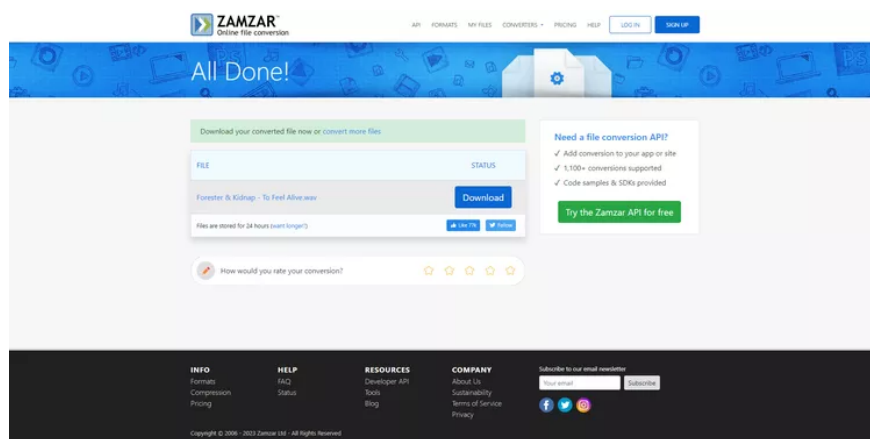 ZAMZAR™
Online file conversion
API FORMATS MY FILES CONVERTERS PRICING HELP LOG IN SIGN UP
All Done!
Download your converted file now or convert more files
FILE STATUS
Forester & Kidnap - To Feel Alive.wav Download
Files are stored for 24 hours (want longer?) Like 77k Follow
How would you rate your conversion?
Need a file conversion API?
✓ Add conversion to your app or site
✓ 1,100+ conversions supported
✓ Code samples & SDKs provided
Try the Zamzar API for free
INFO
Formats
Compression
Pricing
HELP
FAQ
Status
RESOURCES
Developer API
Tools
Blog
COMPANY
About Us
Sustainability
Terms of Service
Privacy
Subscribe to our email newsletter
Your email Subscribe
Copyright © 2006 - 2023 Zamzar Ltd - All Rights Reserved